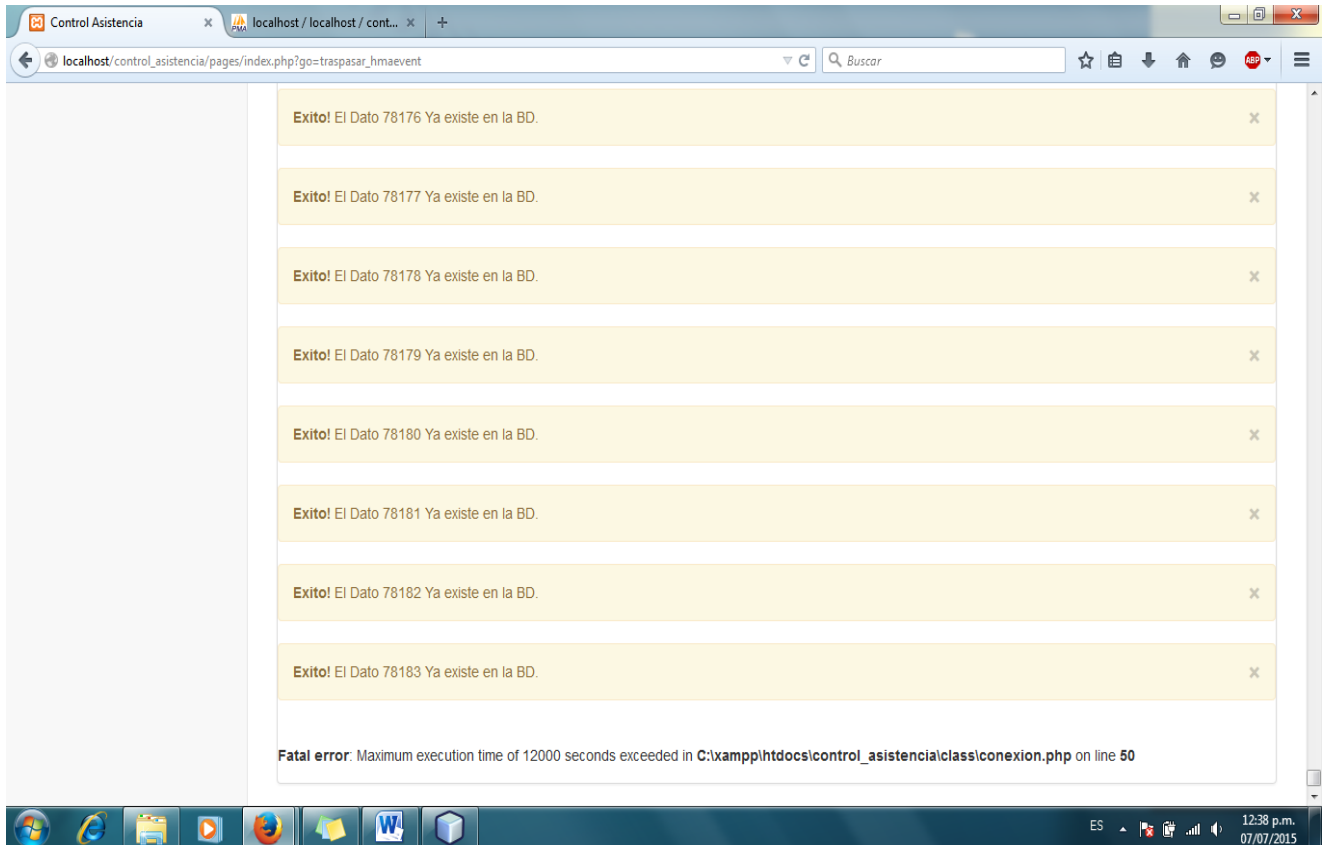 Control Asistencia
PMA localhost / localhost / cont...
localhost/control_asistencia/pages/index.php?go=traspasar_hmaevent
Buscar
ABP
Exito! El Dato 78176 Ya existe en la BD.
Exito! El Dato 78177 Ya existe en la BD.
Exito! El Dato 78178 Ya existe en la BD.
Exito! El Dato 78179 Ya existe en la BD.
Exito! El Dato 78180 Ya existe en la BD.
Exito! El Dato 78181 Ya existe en la BD.
Exito! El Dato 78182 Ya existe en la BD.
Exito! El Dato 78183 Ya existe en la BD.
Fatal error: Maximum execution time of 12000 seconds exceeded in C:\xampp\htdocs\control_asistencia\class\conexion.php on line 50
ES
12:38 p.m.
07/07/2015